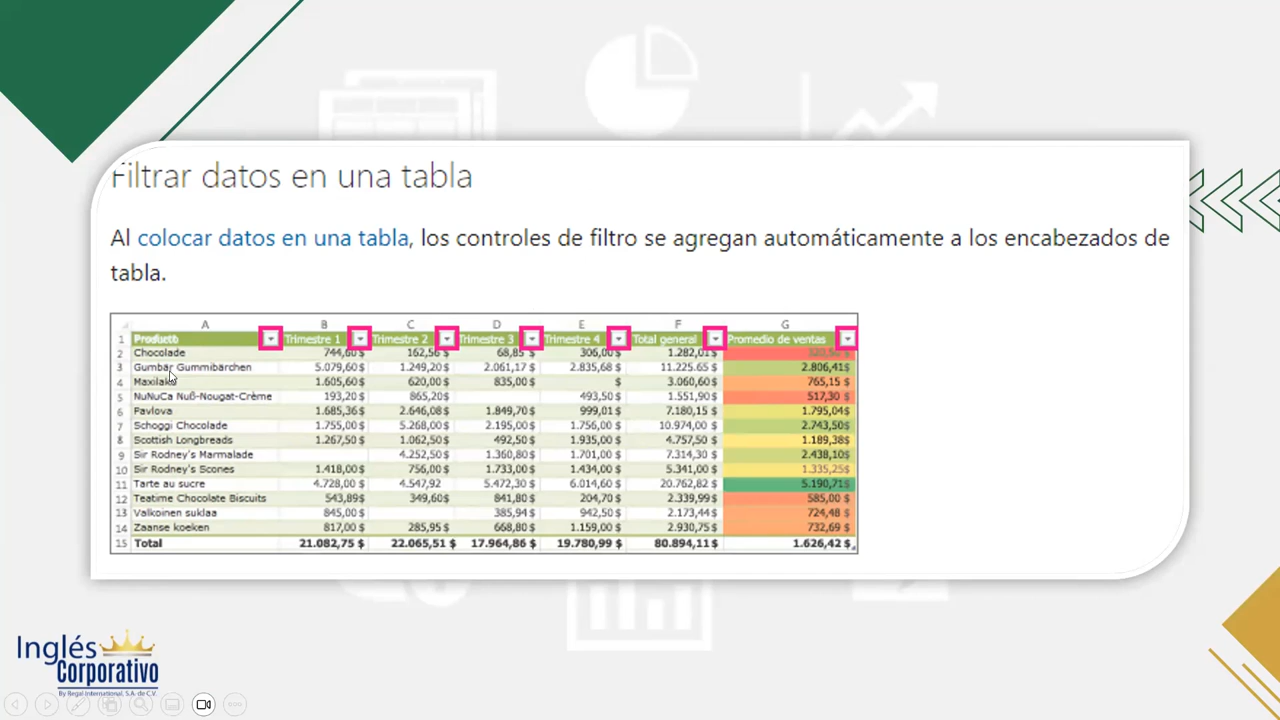 Filtrar datos en una tabla
Al colocar datos en una tabla, los controles de filtro se agregan automáticamente a los encabezados de
tabla.
A B C D E F G
1 Producto Trimestre 1 Trimestre 2 Trimestre 3 Trimestre 4 Total general Promedio de ventas
2 Chocolade 744,60$ 162,56 $ 68,85 $ 306,00$ 1.282,01$
3 Gumbär Gummibärchen 5.079,60$ 1.249,20$ 2.061,17$ 2.835,68 $ 11.225.65 $ 2.806,41$
4 Maxilaku 1.605,60$ 620,00$ 835,00$ $ 3.060,60$ 765,15 $
5 NuNuCa Nuß-Nougat-Crème 193,20$ 865,20$ 493,50$ 1.551,90$ 517,30 $
6 Pavlova 1.685,36$ 2.646,08$ 1.849,70$ 999,01$ 7.180,15 $ 1.795,04$
7 Schoggi Chocolade 1.755,00$ 5.268,00$ 2.195,00$ 1.756,00$ 10.974,00 $ 2.743,50$
8 Scottish Longbreads 1.267,50$ 1.062,50$ 492,50$ 1.935,00$ 4.757,50 $ 1.189,38$
9 Sir Rodney's Marmalade 4.252,50$ 1.360,80$ 1.701,00$ 7.314,30 $ 2.438,10$
10 Sir Rodney's Scones 1.418,00$ 756,00$ 1.733,00$ 1.434,00$ 5.341,00 $ 1.335,25$
11 Tarte au sucre 4.728,00$ 4.547,92 5.472,30$ 6.014,60$ 20.762,82 $ 5.190,71$
12 Teatime Chocolate Biscuits 543,89$ 349,60$ 841,80$ 204,70$ 2.339,99$ 585,00 $
13 Valkoinen suklaa 845,00$ 385,94$ 942,50$ 2.173,44$ 724,48 $
14 Zaanse koeken 817,00$ 285,95$ 668,80$ 1.159,00$ 2.930,75$ 732,69 $
15 Total 21.082,75 $ 22.065,51 $ 17.964,86 $ 19.780,99 $ 80.894,11$ 1.626,42 $
Inglés
Corporativo
By Regal International, S.A. de C.V.